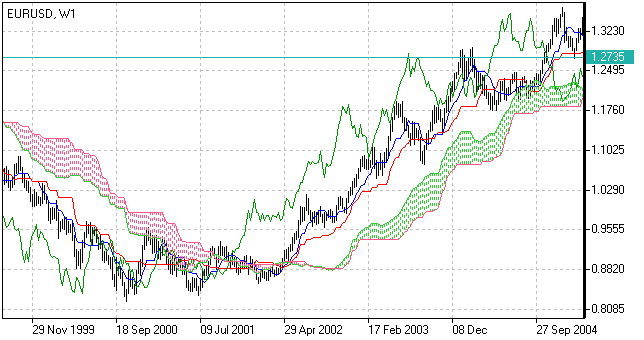 EURUSD, W1
1.3230
1.2735
1.2495
1.1760
1.1025
1.0290
0.9555
0.8820
0.8085
29 Nov 1999
18 Sep 2000
09 Jul 2001
29 Apr 2002
17 Feb 2003
08 Dec
27 Sep 2004